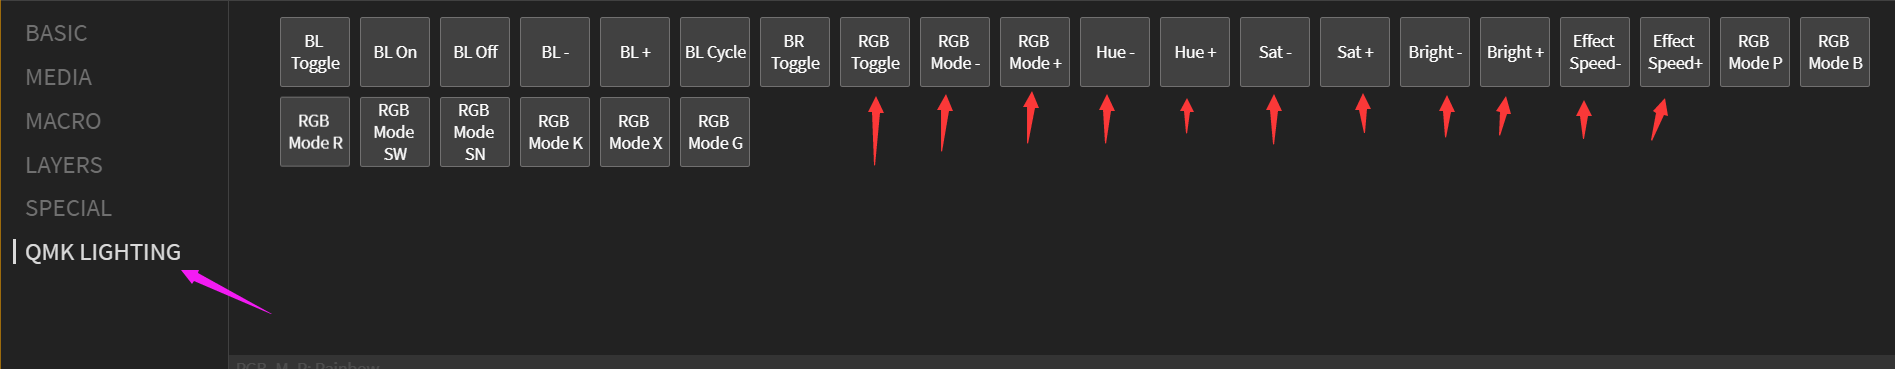 BASIC
MEDIA
MACRO
LAYERS
SPECIAL
QMK LIGHTING
BL
Toggle
BL On
BL Off
BL -
BL +
BL Cycle
BR
Toggle
RGB
Toggle
RGB
Mode -
RGB
Mode +
Hue -
Hue +
Sat -
Sat +
Bright -
Bright +
Effect
Speed-
Effect
Speed+
RGB
Mode P
RGB
Mode B
RGB
Mode R
RGB
Mode
SW
RGB
Mode
SN
RGB
Mode K
RGB
Mode X
RGB
Mode G
RGB_M_R: Rainbow